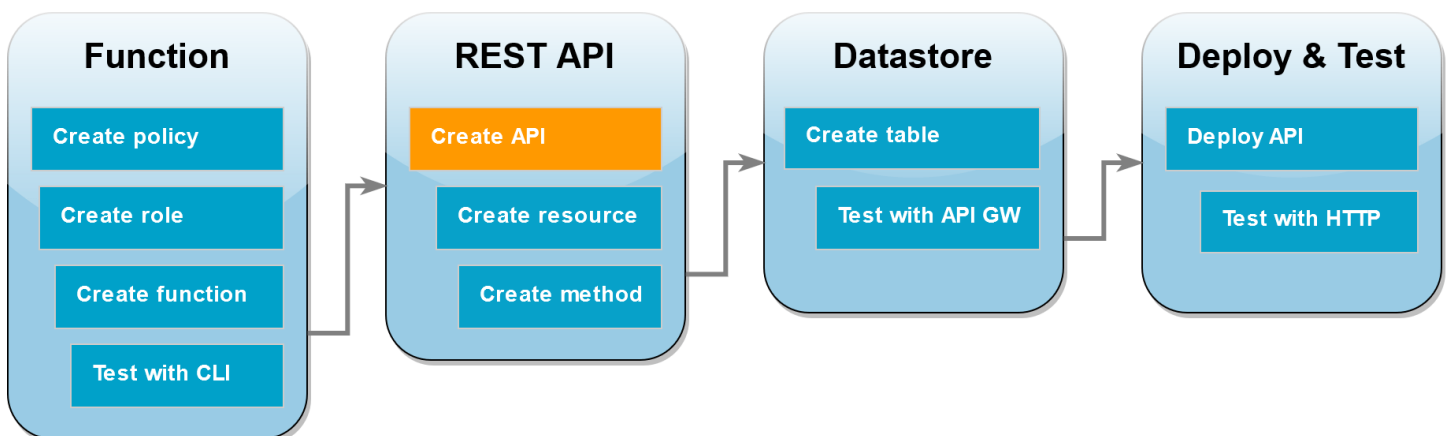 Function
Create policy
Create role
Create function
Test with CLI
REST API
Create API
Create resource
Create method
Datastore
Create table
Test with API GW
Deploy & Test
Deploy API
Test with HTTP